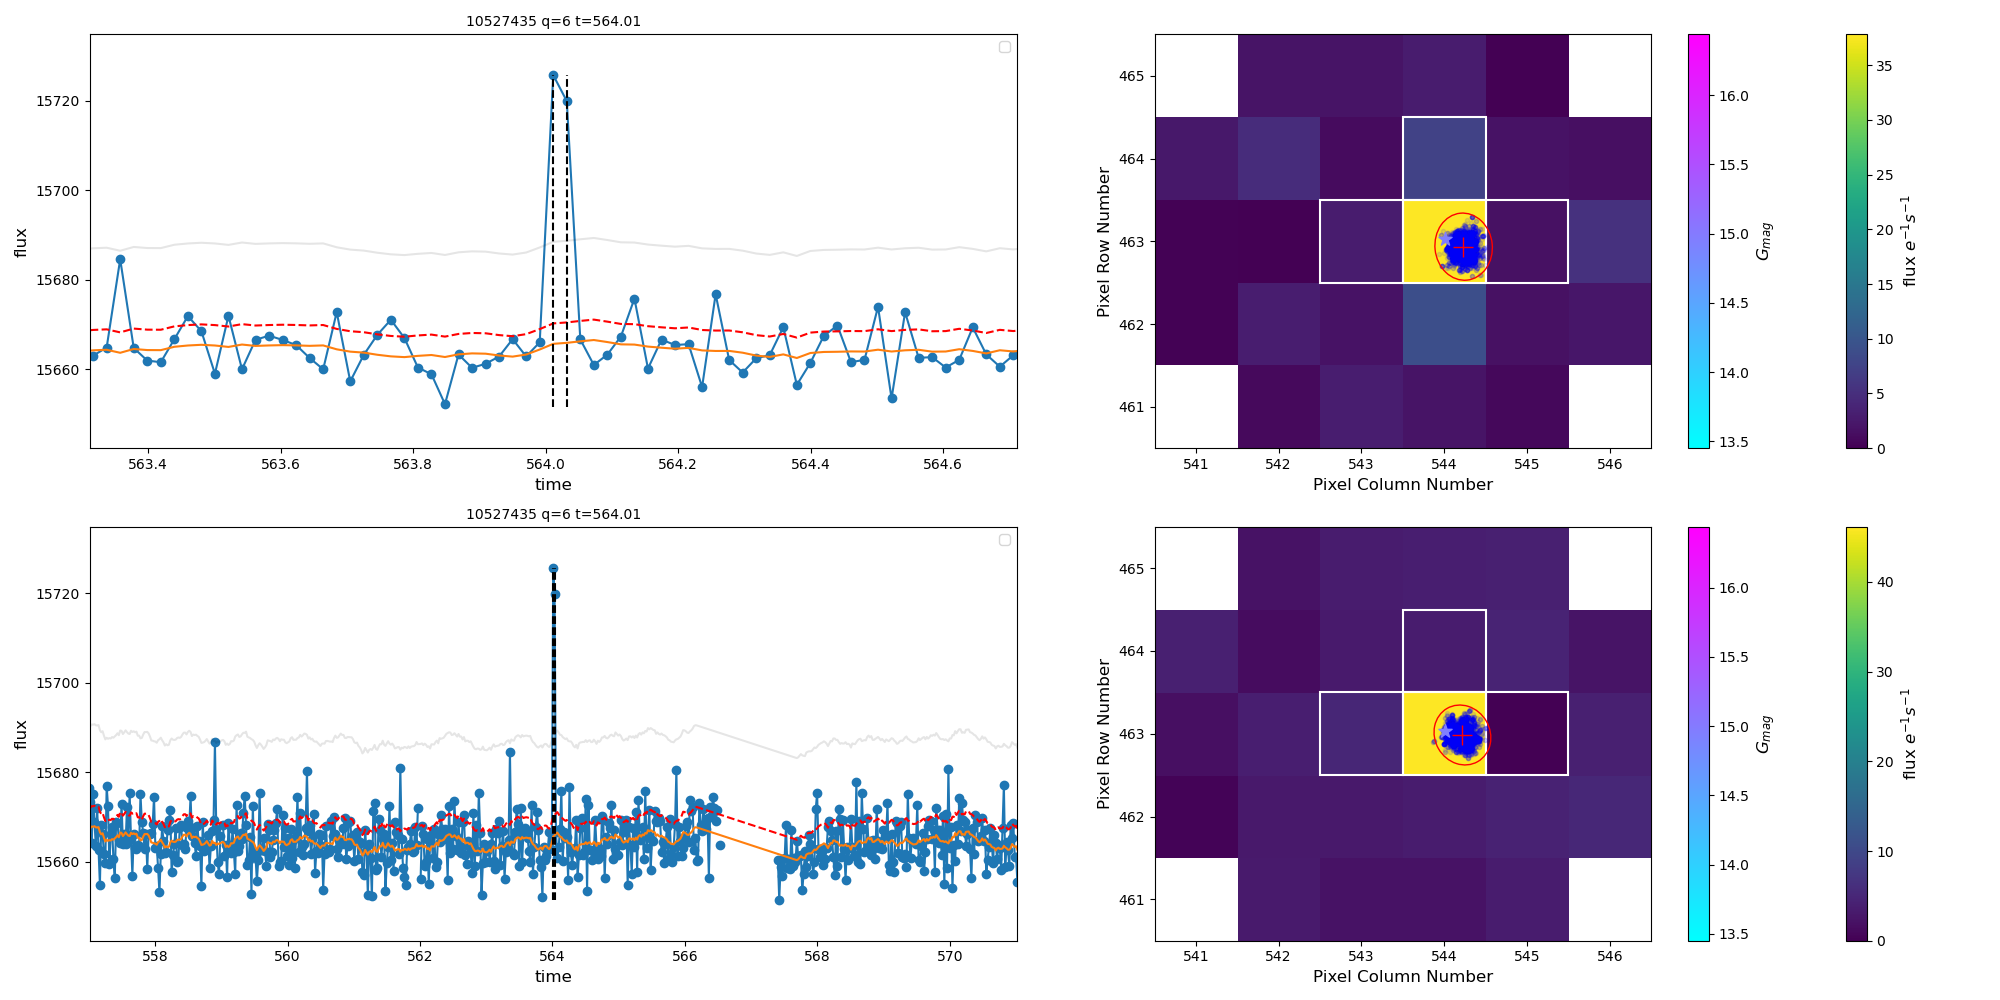 10527435 q=6 t=564.01
flux
15720
15700
15680
15660
563.4 563.6 563.8 564.0 564.2 564.4 564.6
time
Pixel Row Number
465
464
463
462
461
541 542 543 544 545 546
Pixel Column Number
16.0
15.5
15.0
14.5
14.0
13.5
G_mag
35
30
25
20
15
10
5
0
flux e⁻¹s⁻¹
10527435 q=6 t=564.01
flux
15720
15700
15680
15660
558 560 562 564 566 568 570
time
Pixel Row Number
465
464
463
462
461
541 542 543 544 545 546
Pixel Column Number
16.0
15.5
15.0
14.5
14.0
13.5
G_mag
40
30
20
10
0
flux e⁻¹s⁻¹